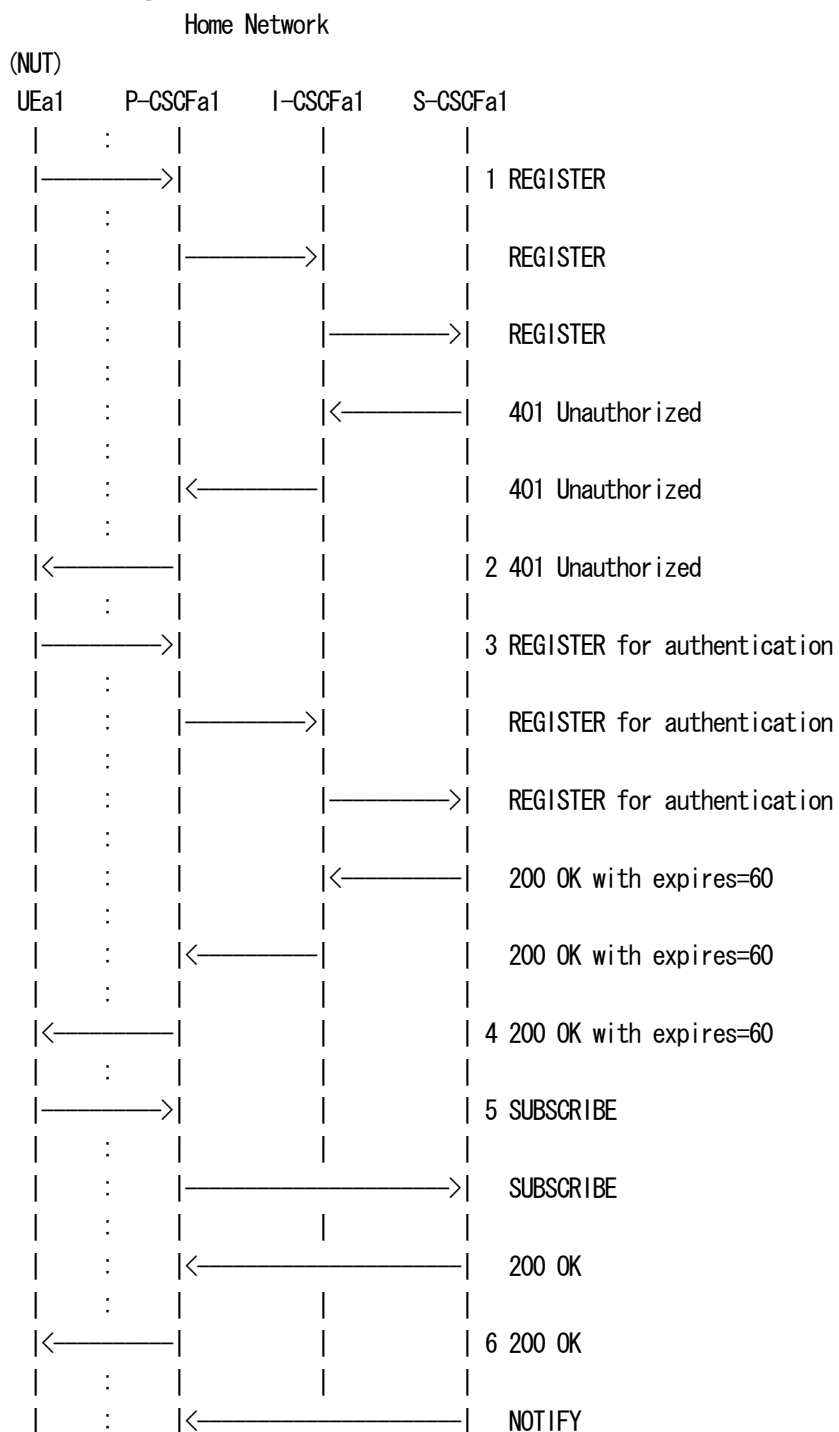 Home Network
(NUT)
UEa1 P-CSCFa1 I-CSCFa1 S-CSCFa1
1 REGISTER
REGISTER
REGISTER
401 Unauthorized
401 Unauthorized
2 401 Unauthorized
3 REGISTER for authentication
REGISTER for authentication
REGISTER for authentication
200 OK with expires=60
200 OK with expires=60
4 200 OK with expires=60
5 SUBSCRIBE
SUBSCRIBE
200 OK
6 200 OK
NOTIFY